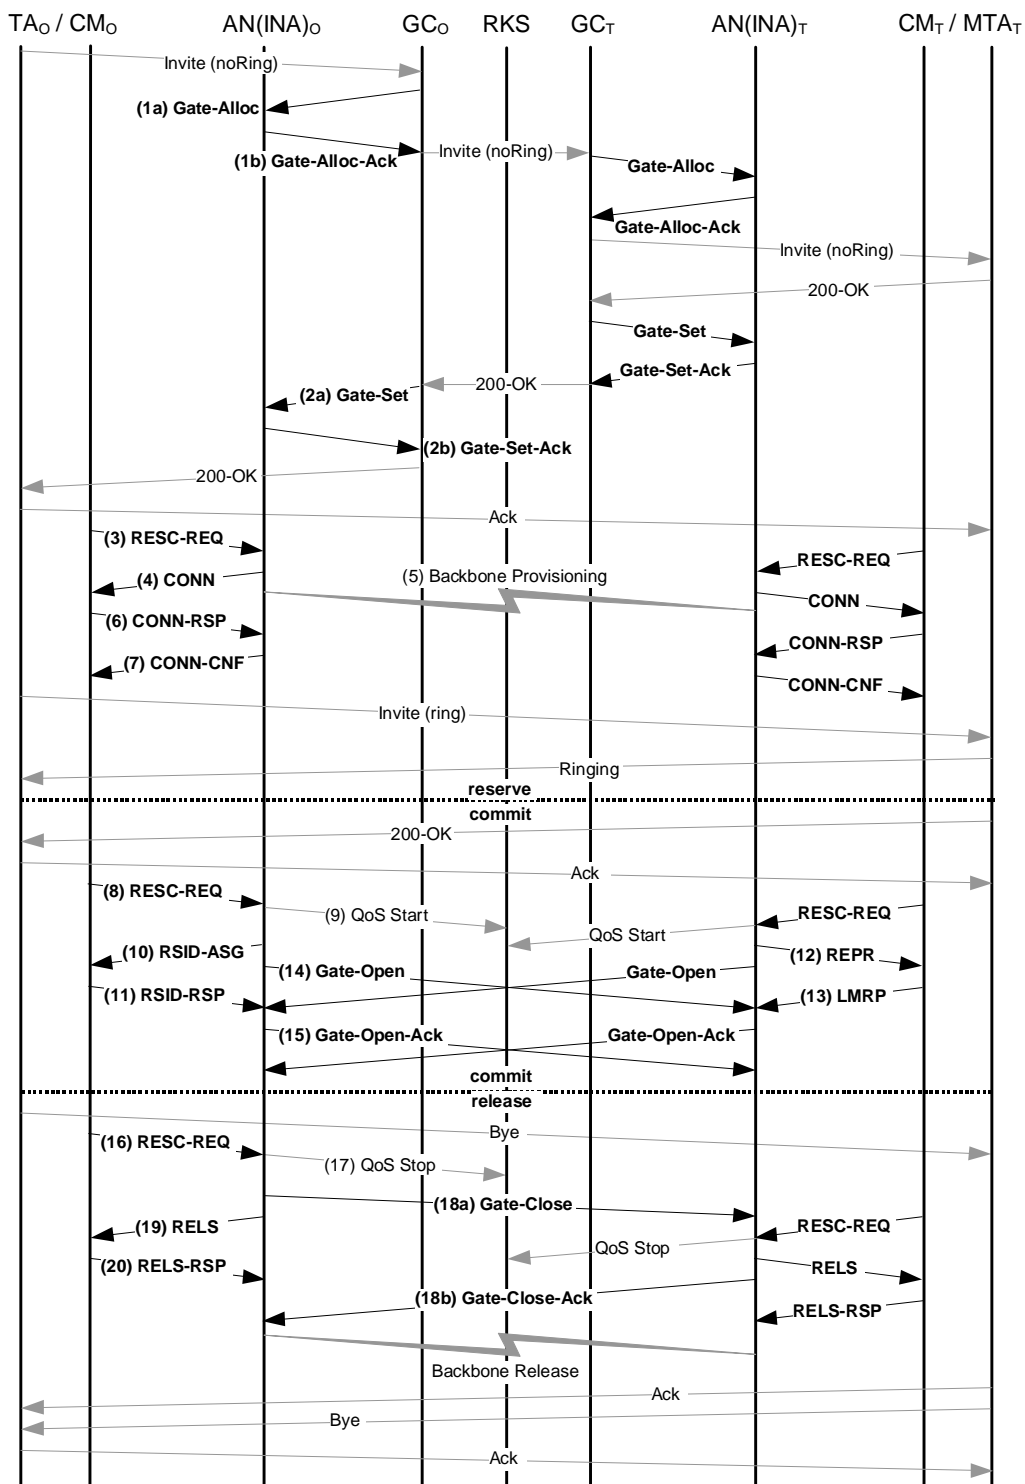 TAO / CMO AN(INA)O GCO RKS GCT AN(INA)T CMT / MTAT
Invite (noRing)
(1a) Gate-Alloc
(1b) Gate-Alloc-Ack
Invite (noRing)
Gate-Alloc
Gate-Alloc-Ack
Invite (noRing)
200-OK
Gate-Set
Gate-Set-Ack
200-OK
(2a) Gate-Set
(2b) Gate-Set-Ack
200-OK
Ack
(3) RESC-REQ
RESC-REQ
(4) CONN
(5) Backbone Provisioning
CONN
(6) CONN-RSP
CONN-RSP
(7) CONN-CNF
CONN-CNF
Invite (ring)
Ringing
reserve
commit
200-OK
Ack
(8) RESC-REQ
(9) QoS Start
RESC-REQ
QoS Start
(10) RSID-ASG
(12) REPR
(14) Gate-Open
Gate-Open
(11) RSID-RSP
(13) LMRP
(15) Gate-Open-Ack
Gate-Open-Ack
commit
release
Bye
(16) RESC-REQ
(17) QoS Stop
(18a) Gate-Close
(19) RELS
RESC-REQ
QoS Stop
(20) RELS-RSP
RELS
(18b) Gate-Close-Ack
RELS-RSP
Backbone Release
Ack
Bye
Ack